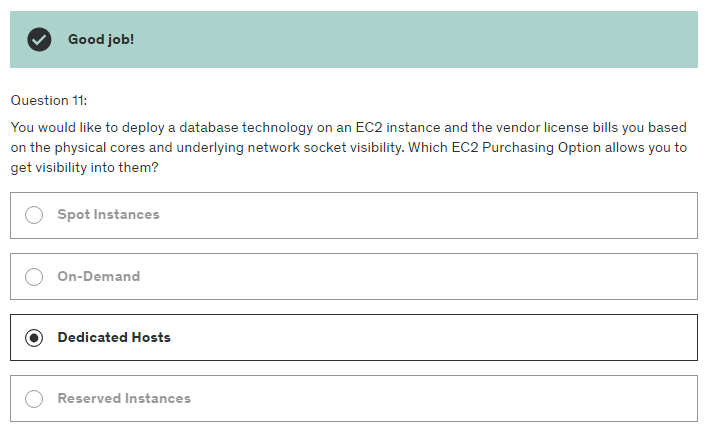 Good job!
Question 11:
You would like to deploy a database technology on an EC2 instance and the vendor license bills you based
on the physical cores and underlying network socket visibility. Which EC2 Purchasing Option allows you to
get visibility into them?
Spot Instances
On-Demand
Dedicated Hosts
Reserved Instances